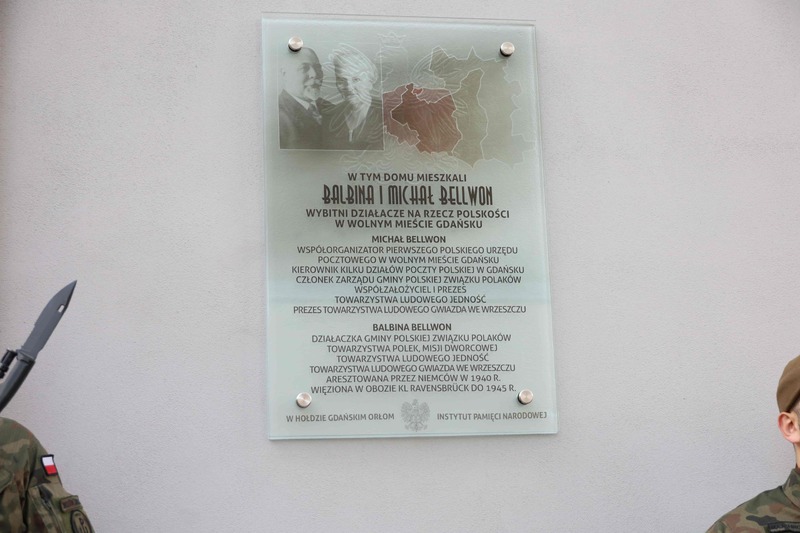 W TYM DOMU MIESZKALI
BALBINA I MICHAŁ BELLWON
WYBITNI DZIAŁACZE NA RZECZ POLSKOŚCI
W WOLNYM MIEŚCIE GDAŃSKU
MICHAŁ BELLWON
WSPÓŁORGANIZATOR PIERWSZEGO POLSKIEGO URZĘDU
POCZTOWEGO W WOLNYM MIEŚCIE GDAŃSKU
KIEROWNIK KILKU DZIAŁÓW POCZTY POLSKIEJ W GDAŃSKU
CZŁONEK ZARZĄDU GMINY POLSKIEJ ZWIĄZKU POLAKÓW
WSPÓŁZAŁOŻYCIEL I PREZEŚ
TOWARZYSTWA LUDOWEGO JEDNOŚĆ
PREZES TOWARZYSTWA LUDOWEGO GWIAZDA WE WRZESZCZU
BALBINA BELLWON
DZIAŁACZKA GMINY POLSKIEJ ZWIĄZKU POLAKÓW
TOWARZYSTWA POLEK, MISJI DWORCOWEJ
TOWARZYSTWA LUDOWEGO JEDNOŚĆ
TOWARZYSTWA LUDOWEGO GWIAZDA WE WRZESZCZU
ARESZTOWANA PRZEZ NIEMCÓW W 1940 R.
WIĘZIONA W OBOZIE KL RAVENSBRÜCK DO 1945 R.
W HOŁDZIE GDAŃSKIM ORŁOM INSTYTUT PAMIĘCI NARODOWEJ